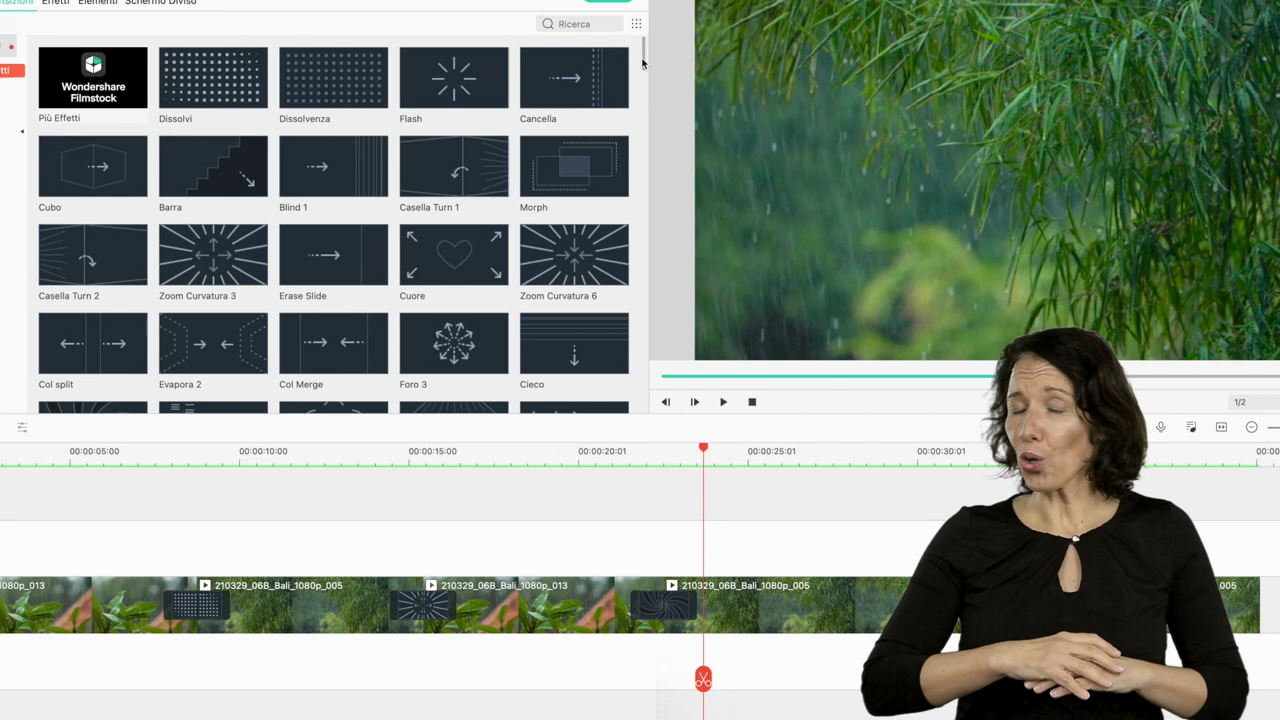 Effetti Elementi Schermo Diviso
Ricerca
Wondershare
Filmstock
Più Effetti
Dissolvi
Dissolvenza
Flash
Cancella
Cubo
Barra
Blind 1
Casella Turn 1
Morph
Casella Turn 2
Zoom Curvatura 3
Erase Slide
Cuore
Zoom Curvatura 6
Col split
Evapora 2
Col Merge
Foro 3
Cieco
1/2
00:00:05:00
00:00:10:00
00:00:15:00
00:00:20:01
00:00:25:01
00:00:30:01
00:00
1080p_013
210329_06B_Bali_1080p_005
210329_06B_Bali_1080p_013
210329_06B_Bali_1080p_005
005